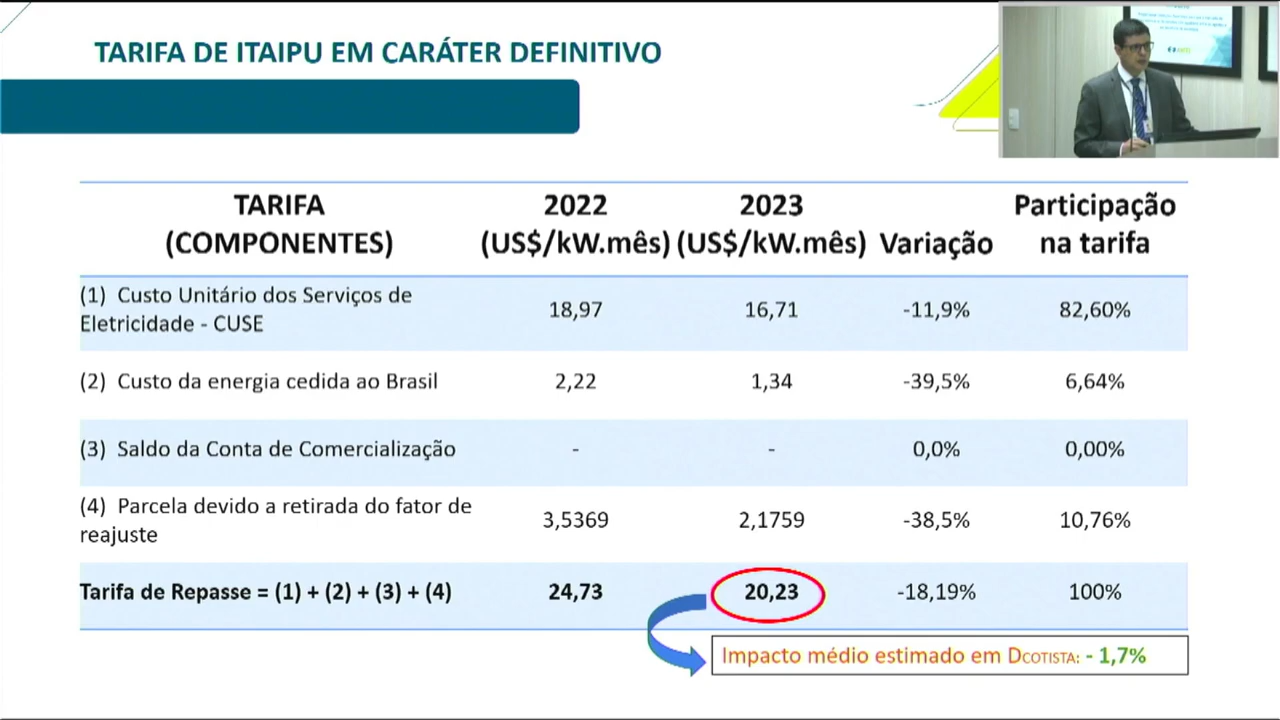 TARIFA DE ITAIPU EM CARÁTER DEFINITIVO
TARIFA (COMPONENTES) 2022 (US$/kW.mês) 2023 (US$/kW.mês) Variação Participação na tarifa
(1) Custo Unitário dos Serviços de
Eletricidade - CUSE 18,97 16,71 -11,9% 82,60%
(2) Custo da energia cedida ao Brasil 2,22 1,34 -39,5% 6,64%
(3) Saldo da Conta de Comercialização - - 0,0% 0,00%
(4) Parcela devido a retirada do fator de
reajuste 3,5369 2,1759 -38,5% 10,76%
Tarifa de Repasse = (1) + (2) + (3) + (4) 24,73 20,23 -18,19% 100%
Impacto médio estimado em DCOTISTA: - 1,7%